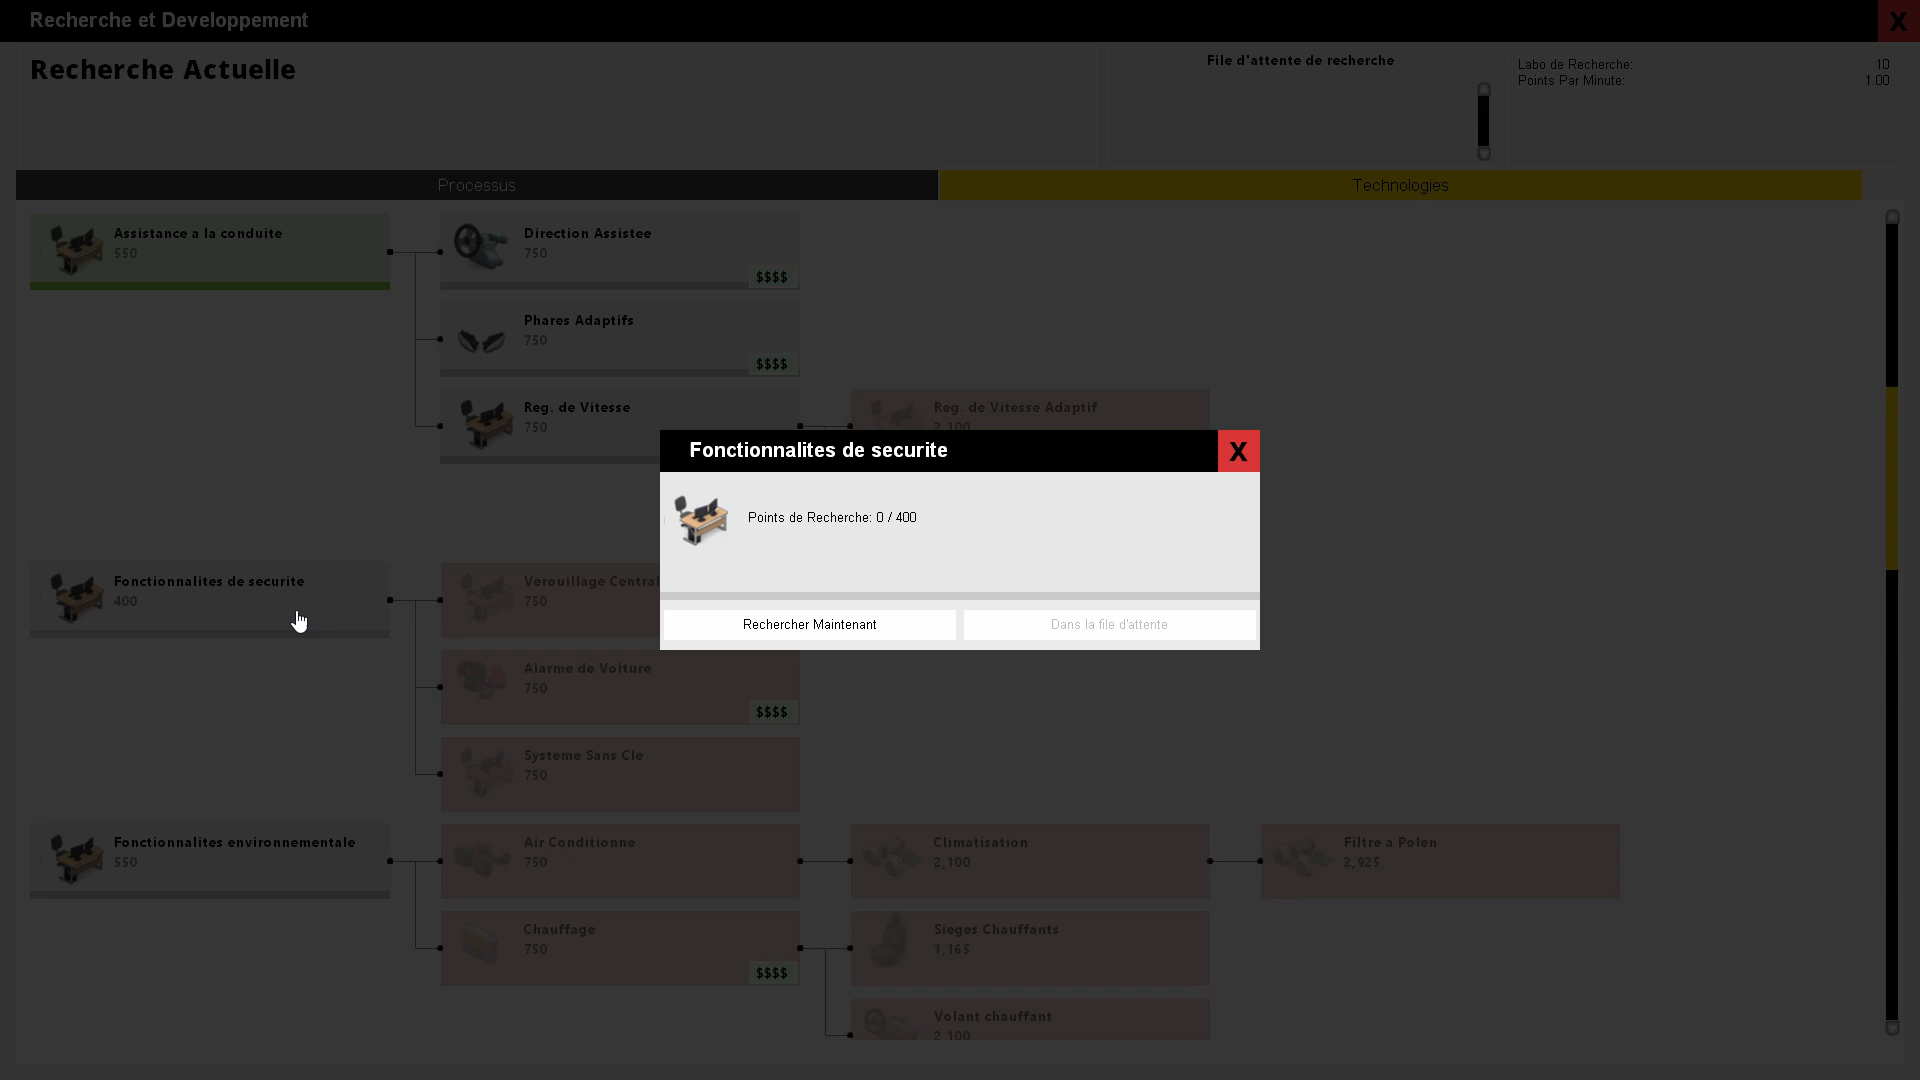 Recherche et Developpement
X
Recherche Actuelle
File d'attente de recherche
Labo de Recherche: 10
Points Par Minute: 1.00
Processus
Technologies
Assistance a la conduite
550
Direction Assistee
750
$$$$
Phares Adaptifs
750
$$$$
Reg. de Vitesse
750
Reg. de Vitesse Adaptif
2,100
Fonctionnalites de securite
X
Points de Recherche: 0 / 400
Rechercher Maintenant
Dans la file d'attente
Fonctionnalites de securite
400
Verouillage Central
750
Alarme de Voiture
750
$$$$
Systeme Sans Cle
750
Fonctionnalites environnementale
550
Air Conditionne
750
Climatisation
2,100
Filtre a Polen
2,925
Chauffage
750
$$$$
Sieges Chauffants
1,165
Volant chauffant
2,100